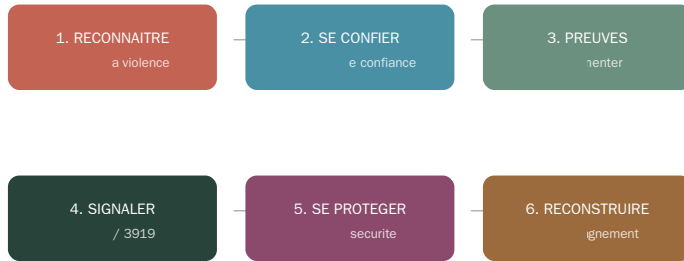 1. RECONNAITRE
a violence
2. SE CONFIER
e confiance
3. PREUVES
menter
4. SIGNALER
/ 3919
5. SE PROTEGER
securite
6. RECONSTRUIRE
gnement